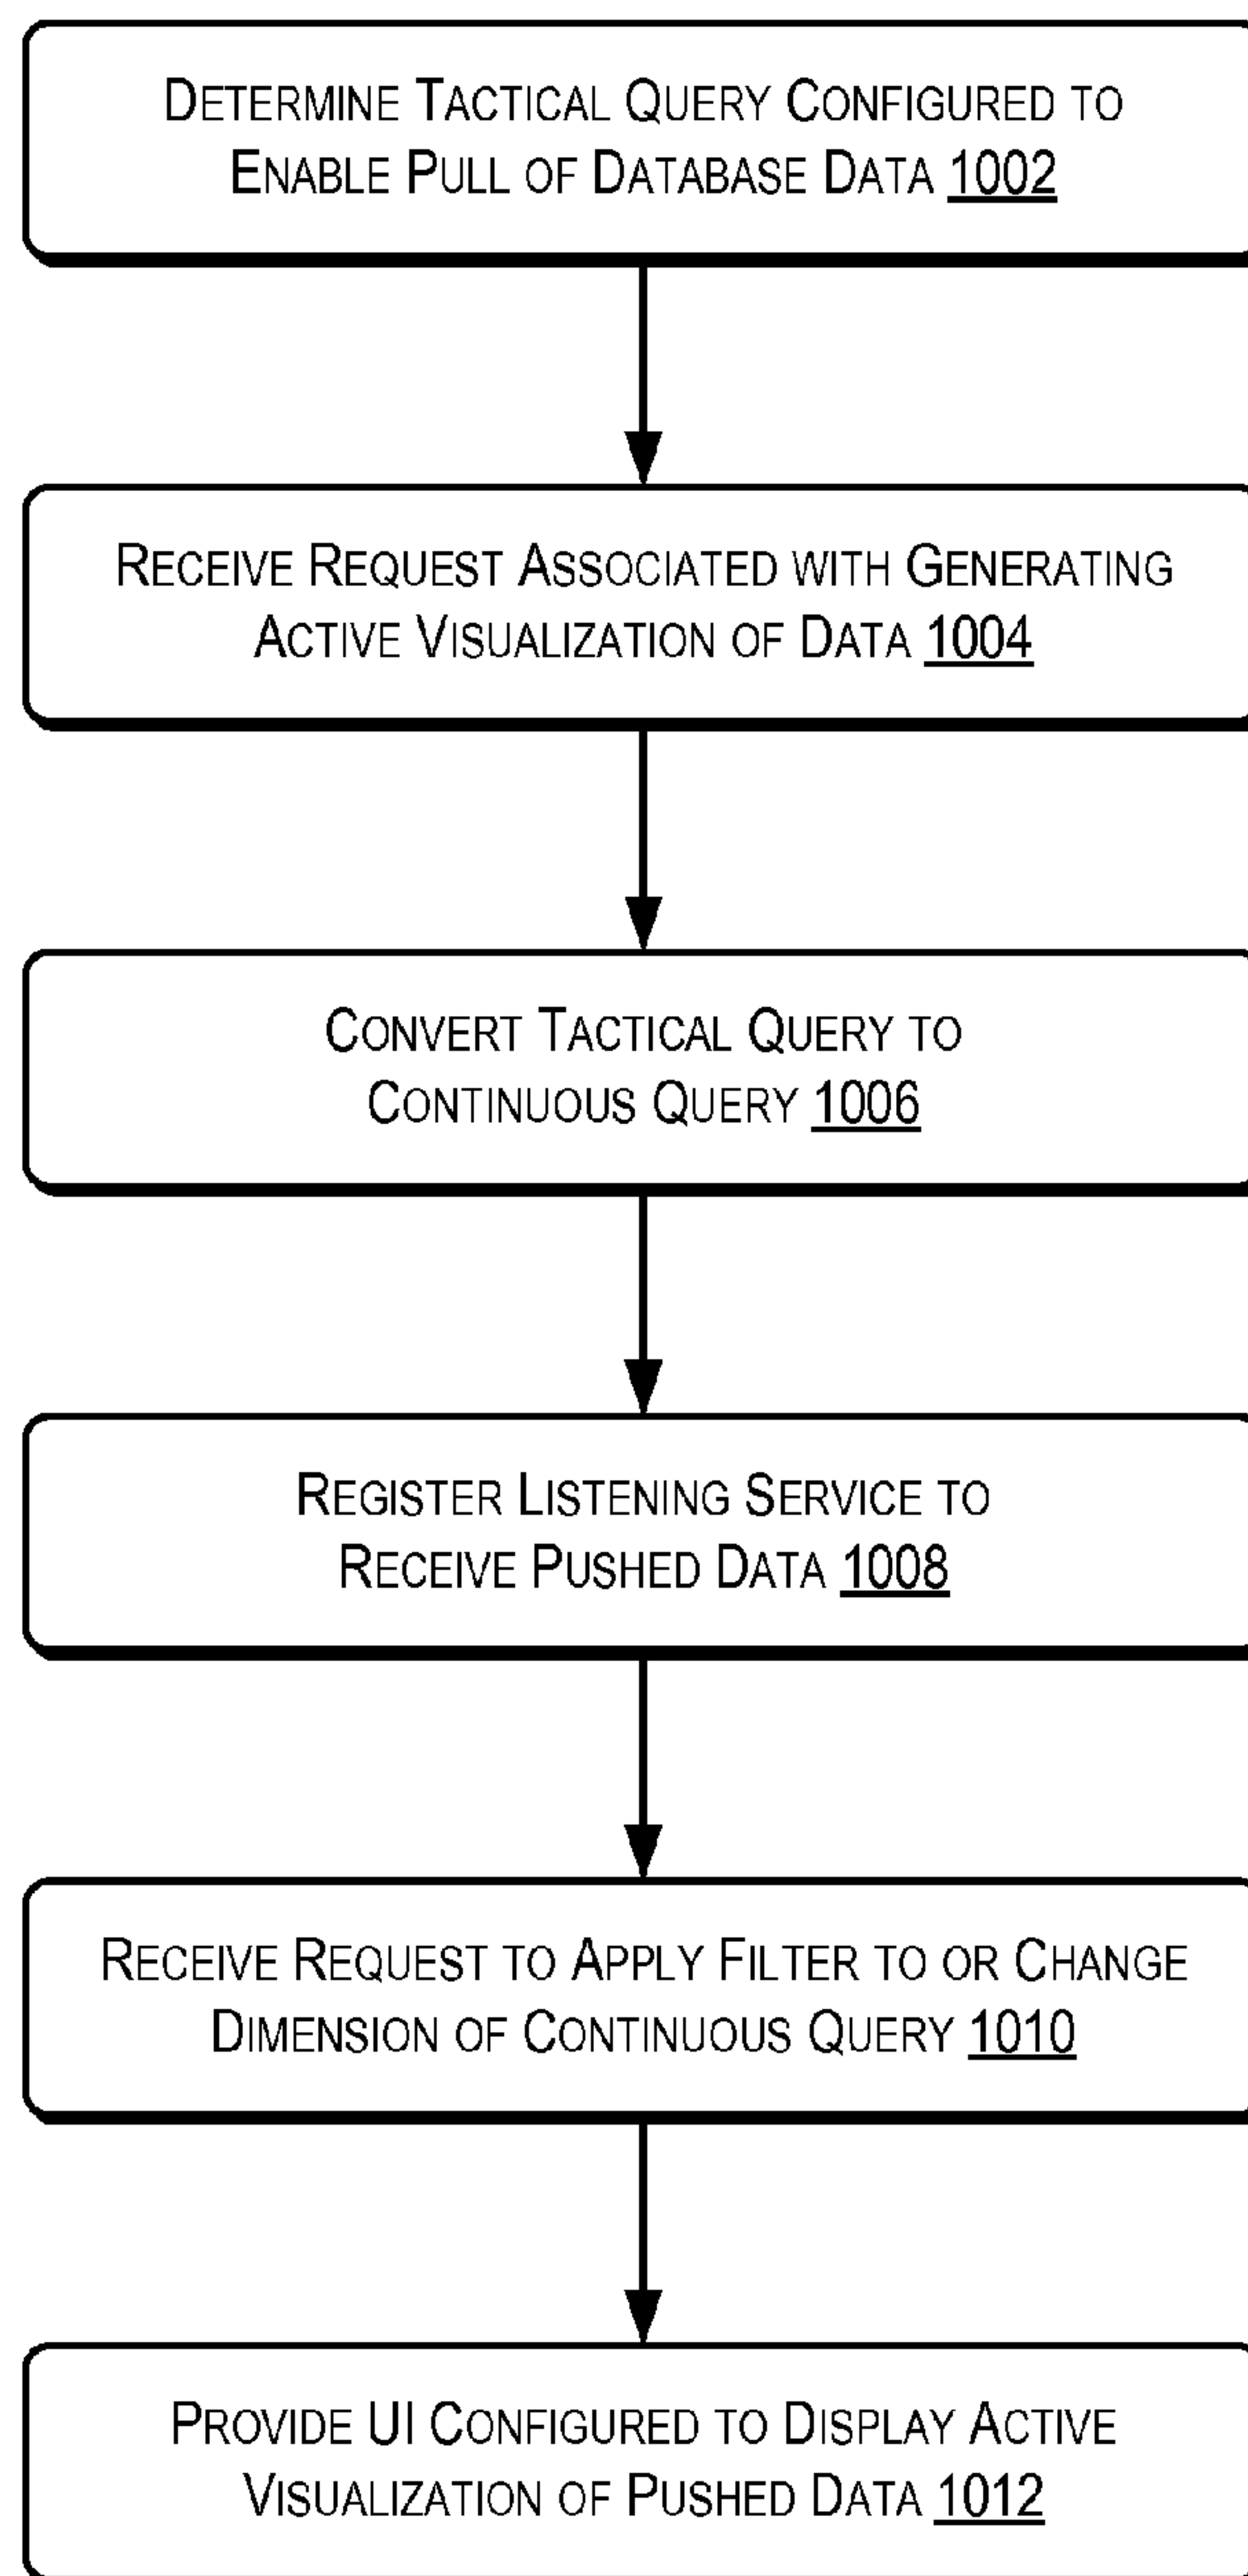 DETERMINE TACTICAL QUERY CONFIGURED TO
ENABLE PULL OF DATABASE DATA 1002
RECEIVE REQUEST ASSOCIATED WITH GENERATING
ACTIVE VISUALIZATION OF DATA 1004
CONVERT TACTICAL QUERY TO
CONTINUOUS QUERY 1006
REGISTER LISTENING SERVICE TO
RECEIVE PUSHED DATA 1008
RECEIVE REQUEST TO APPLY FILTER TO OR CHANGE
DIMENSION OF CONTINUOUS QUERY 1010
PROVIDE UI CONFIGURED TO DISPLAY ACTIVE
VISUALIZATION OF PUSHED DATA 1012